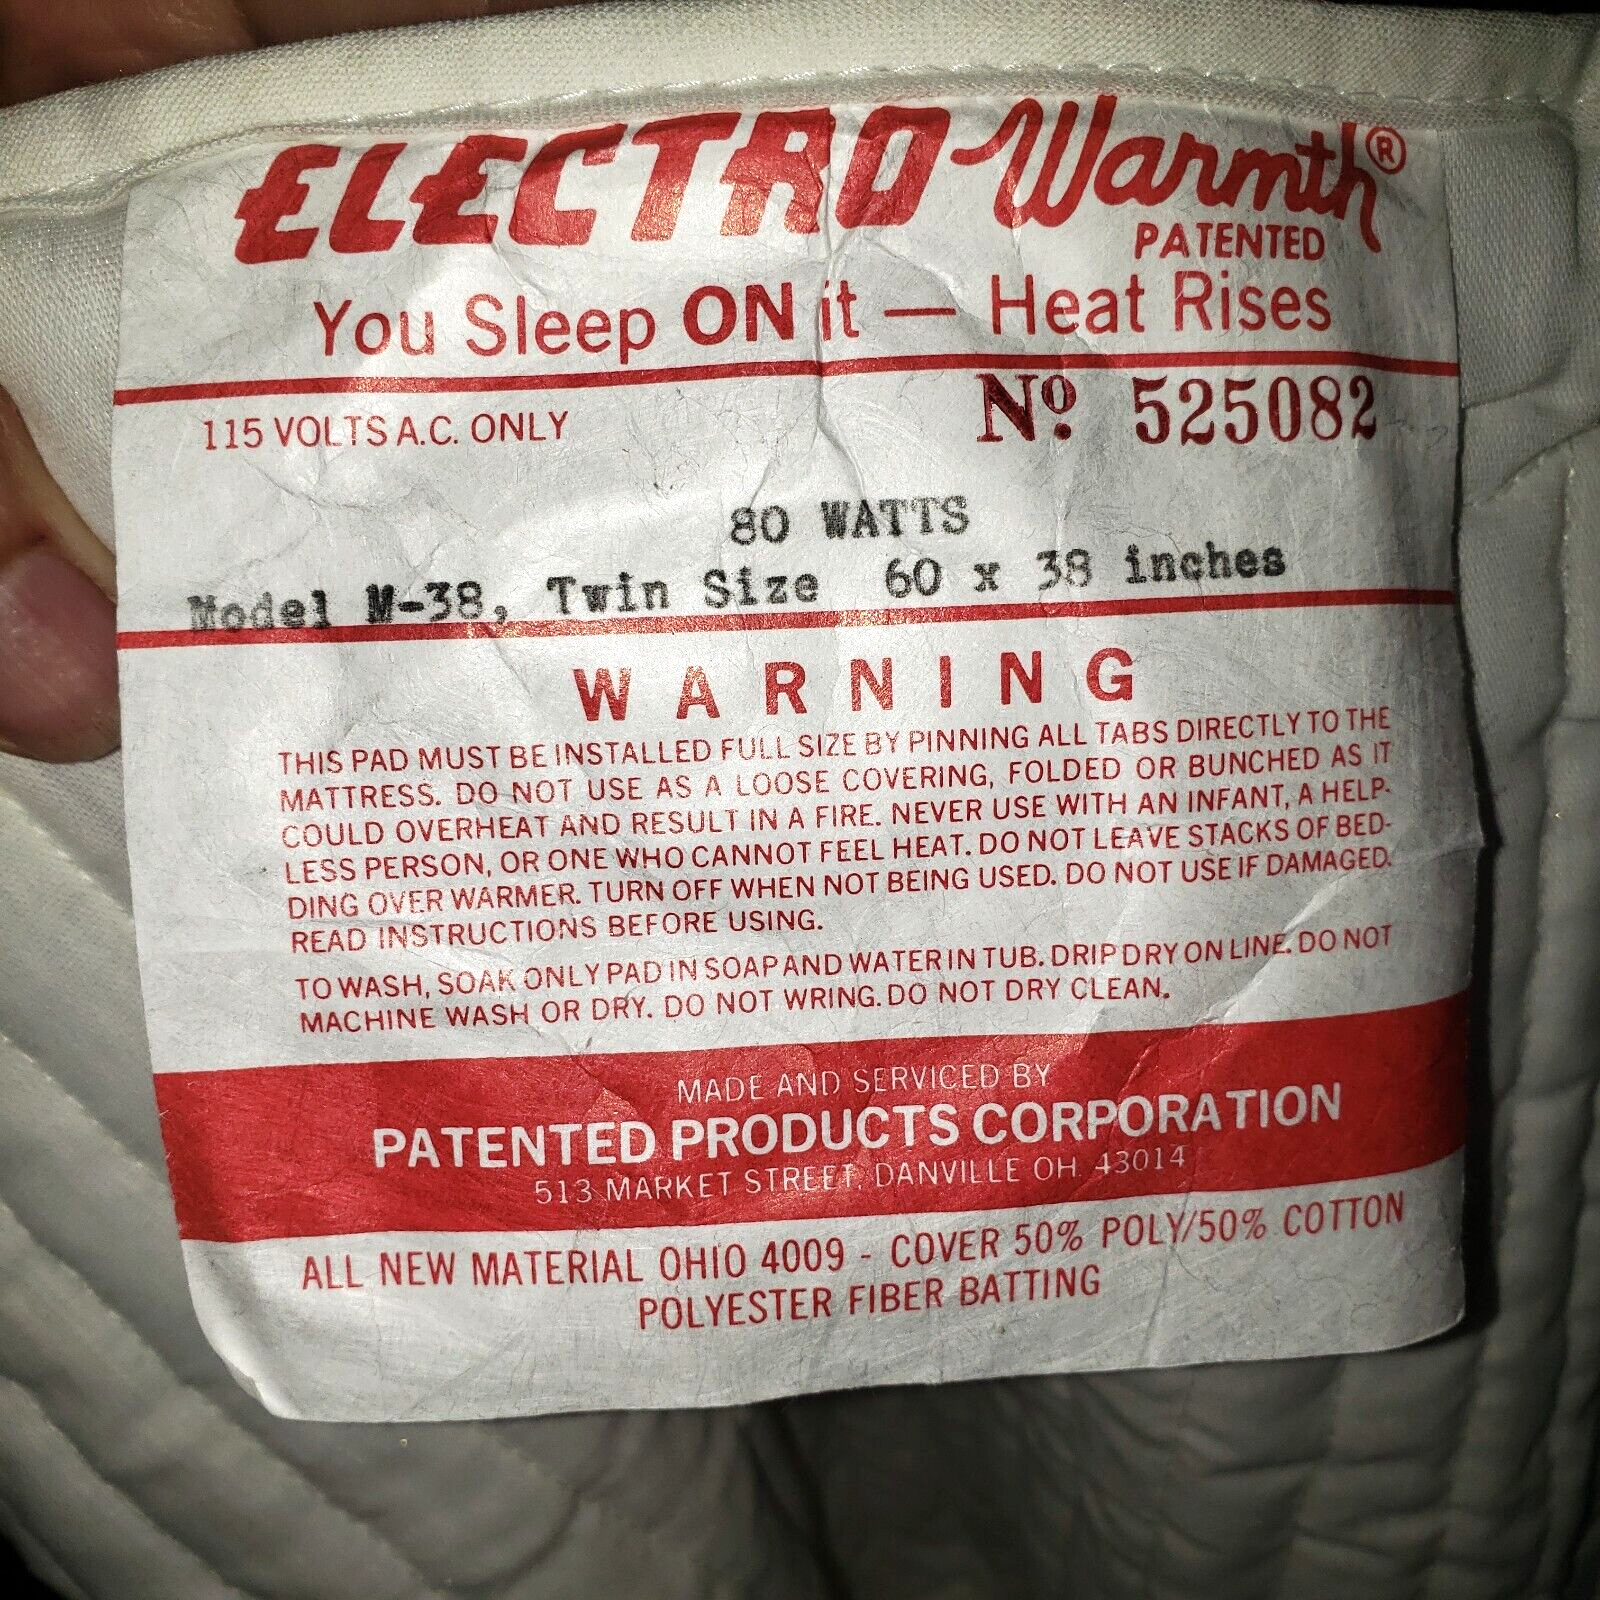 ELECTRO-Warmth®
PATENTED
You Sleep ON it — Heat Rises
115 VOLTS A.C. ONLY
Nº 525082
80 WATTS
Model M-38, Twin Size 60 x 38 inches
WARNING
THIS PAD MUST BE INSTALLED FULL SIZE BY PINNING ALL TABS DIRECTLY TO THE
MATTRESS. DO NOT USE AS A LOOSE COVERING, FOLDED OR BUNCHED AS IT
COULD OVERHEAT AND RESULT IN A FIRE. NEVER USE WITH AN INFANT, A HELP-
LESS PERSON, OR ONE WHO CANNOT FEEL HEAT. DO NOT LEAVE STACKS OF BED-
DING OVER WARMER. TURN OFF WHEN NOT BEING USED. DO NOT USE IF DAMAGED.
READ INSTRUCTIONS BEFORE USING.
TO WASH, SOAK ONLY PAD IN SOAP AND WATER IN TUB. DRIP DRY ON LINE. DO NOT
MACHINE WASH OR DRY. DO NOT WRING. DO NOT DRY CLEAN.
MADE AND SERVICED BY
PATENTED PRODUCTS CORPORATION
513 MARKET STREET, DANVILLE OH 43014
ALL NEW MATERIAL OHIO 4009 - COVER 50% POLY/50% COTTON
POLYESTER FIBER BATTING